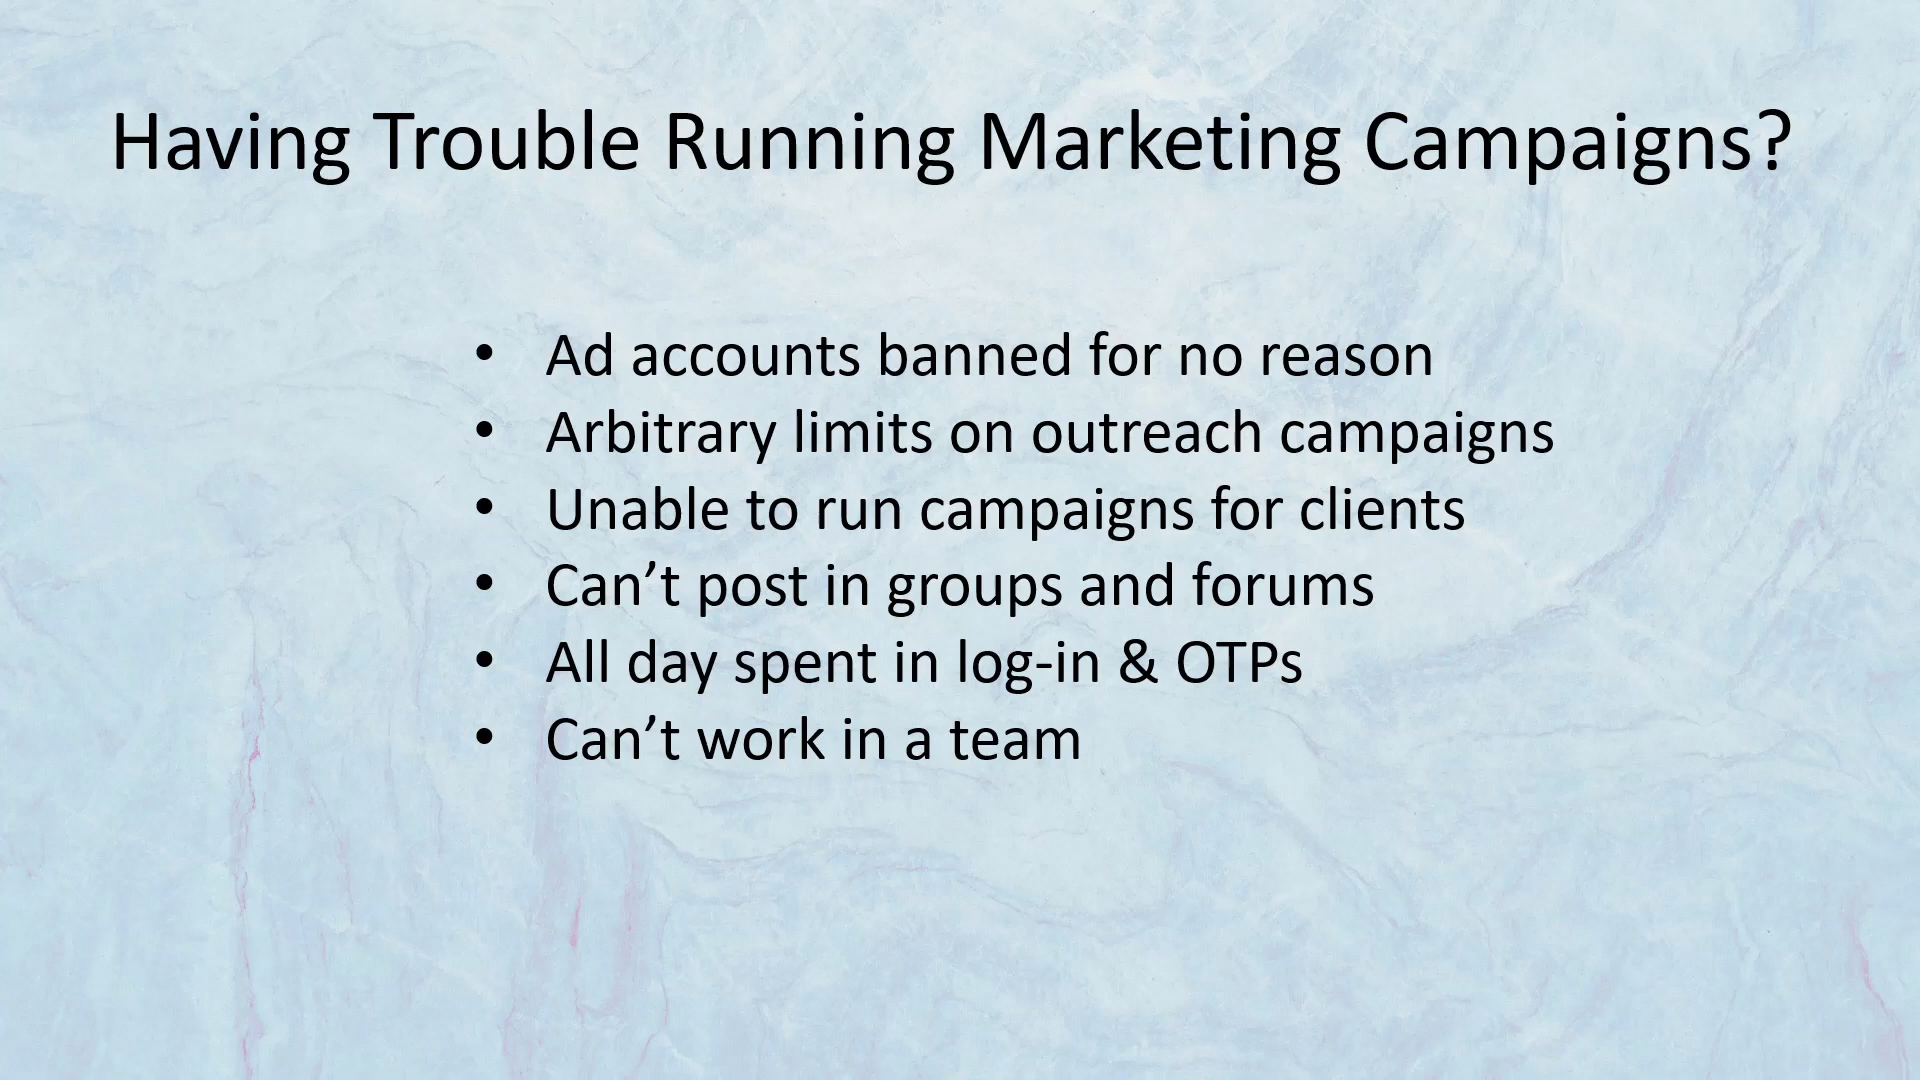 Having Trouble Running Marketing Campaigns?
• Ad accounts banned for no reason
• Arbitrary limits on outreach campaigns
• Unable to run campaigns for clients
• Can’t post in groups and forums
• All day spent in log-in & OTPs
• Can’t work in a team